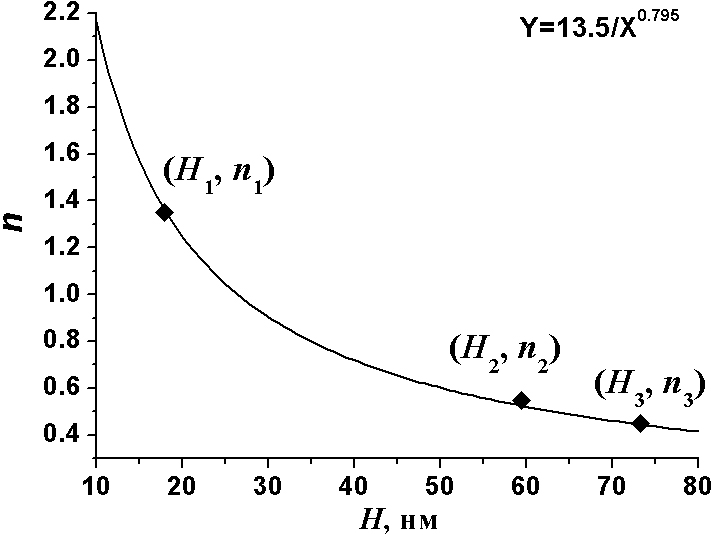 2.2
Y=13.5/X^0.795
2.0
1.8
1.6
(H₁, n₁)
1.4
1.2
n
1.0
0.8
(H₂, n₂)
(H₃, n₃)
0.6
0.4
10 20 30 40 50 60 70 80
H, нм